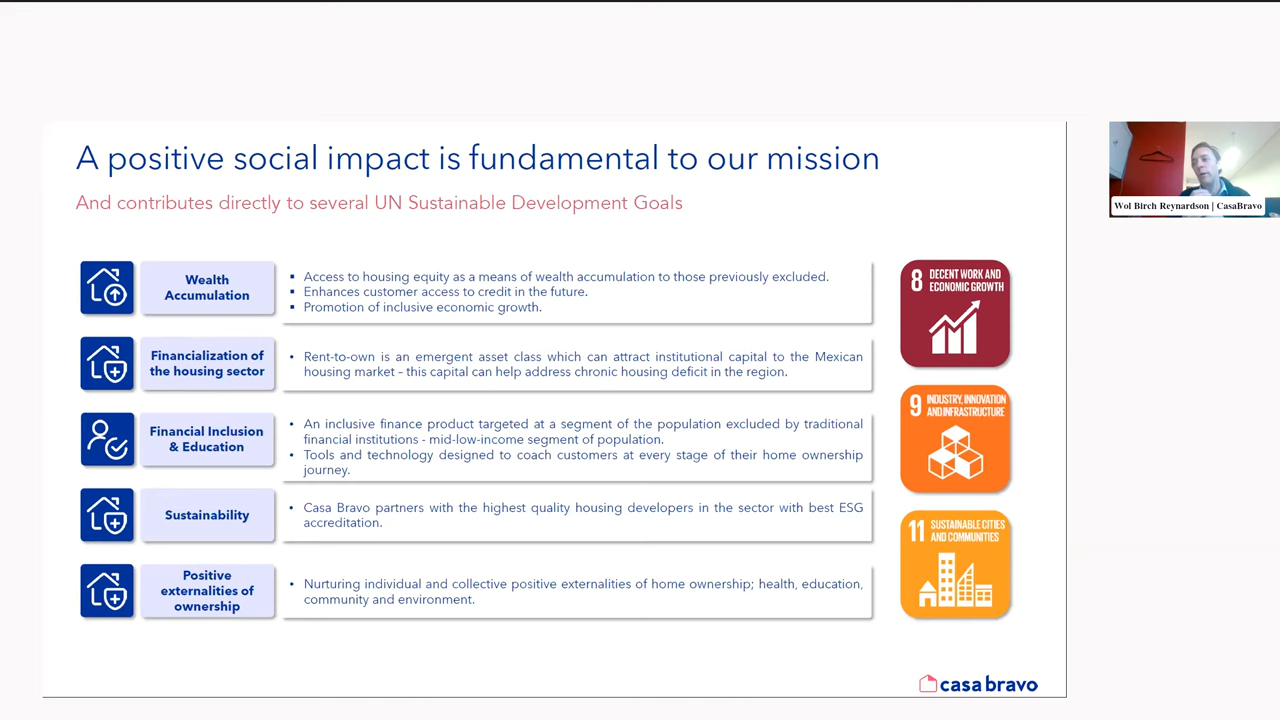 A positive social impact is fundamental to our mission
And contributes directly to several UN Sustainable Development Goals
Wealth
Accumulation
▪ Access to housing equity as a means of wealth accumulation to those previously excluded.
▪ Enhances customer access to credit in the future.
▪ Promotion of inclusive economic growth.
Financialization of
the housing sector
• Rent-to-own is an emergent asset class which can attract institutional capital to the Mexican
housing market – this capital can help address chronic housing deficit in the region.
Financial Inclusion
& Education
• An inclusive finance product targeted at a segment of the population excluded by traditional
financial institutions - mid-low-income segment of population.
• Tools and technology designed to coach customers at every stage of their home ownership
journey.
Sustainability
• Casa Bravo partners with the highest quality housing developers in the sector with best ESG
accreditation.
Positive
externalities of
ownership
• Nurturing individual and collective positive externalities of home ownership; health, education,
community and environment.
8 DECENT WORK AND
ECONOMIC GROWTH
9 INDUSTRY, INNOVATION
AND INFRASTRUCTURE
11 SUSTAINABLE CITIES
AND COMMUNITIES
casa bravo
Wol Birch Reynardson | CasaBravo